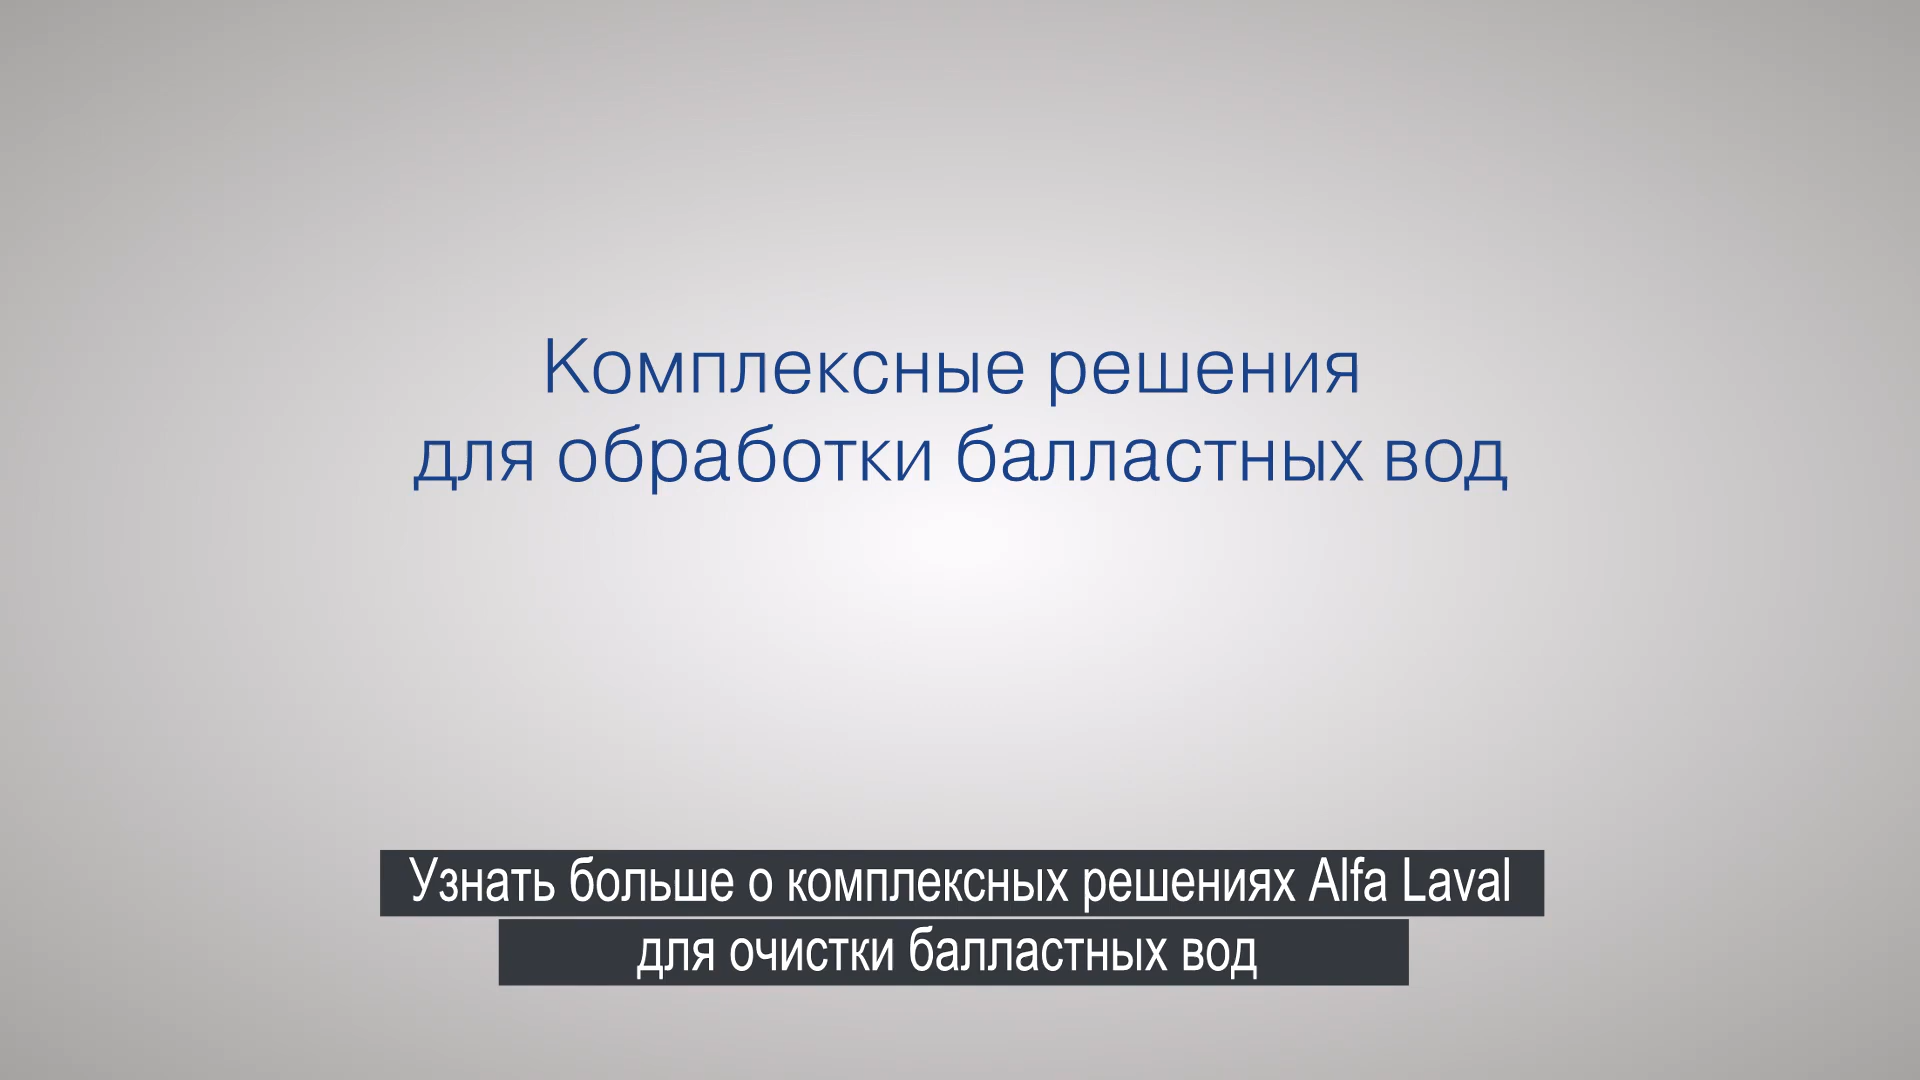 Комплексные решения
для обработки балластных вод
Узнать больше о комплексных решениях Alfa Laval
для очистки балластных вод